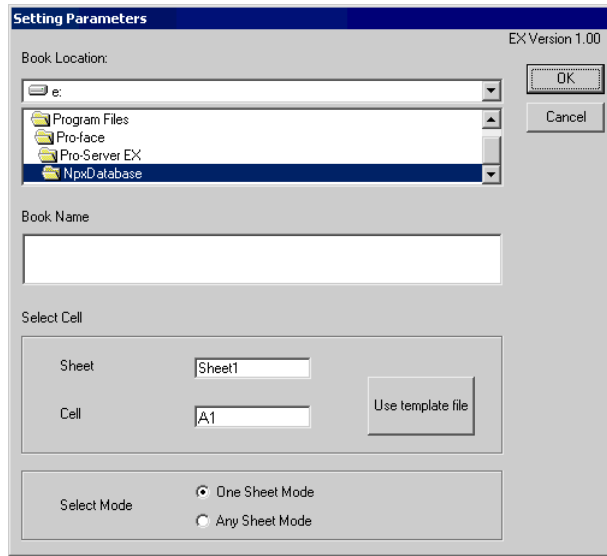 Setting Parameters
EX Version 1.00
Book Location:
e:
OK
Program Files
Pro-face
Pro-Server EX
NpxDatabase
Cancel
Book Name
Select Cell
Sheet
Sheet1
Cell
A1
Use template file
Select Mode
One Sheet Mode
Any Sheet Mode